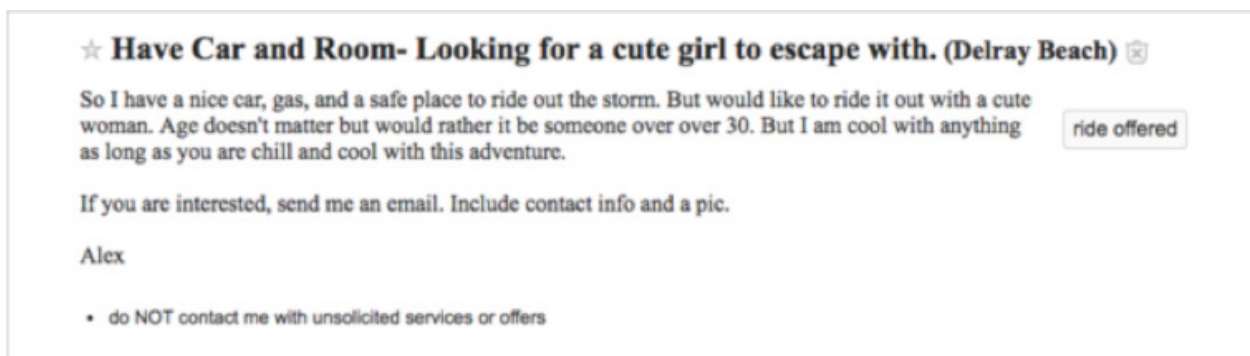 ☆ Have Car and Room- Looking for a cute girl to escape with. (Delray Beach)
So I have a nice car, gas, and a safe place to ride out the storm. But would like to ride it out with a cute
woman. Age doesn't matter but would rather it be someone over over 30. But I am cool with anything
as long as you are chill and cool with this adventure.
ride offered
If you are interested, send me an email. Include contact info and a pic.
Alex
• do NOT contact me with unsolicited services or offers